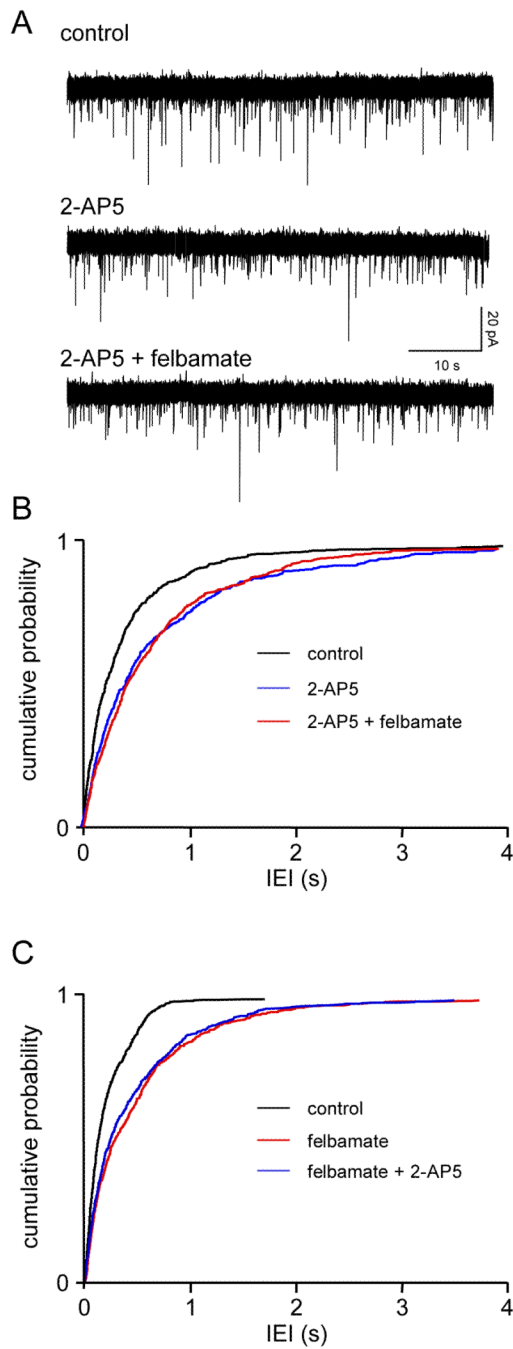 A
control
2-AP5
20 pA
10 s
2-AP5 + felbamate
B
1
cumulative probability
control
2-AP5
2-AP5 + felbamate
0
0 1 2 3 4
IEI (s)
C
1
cumulative probability
control
felbamate
felbamate + 2-AP5
0
0 1 2 3 4
IEI (s)